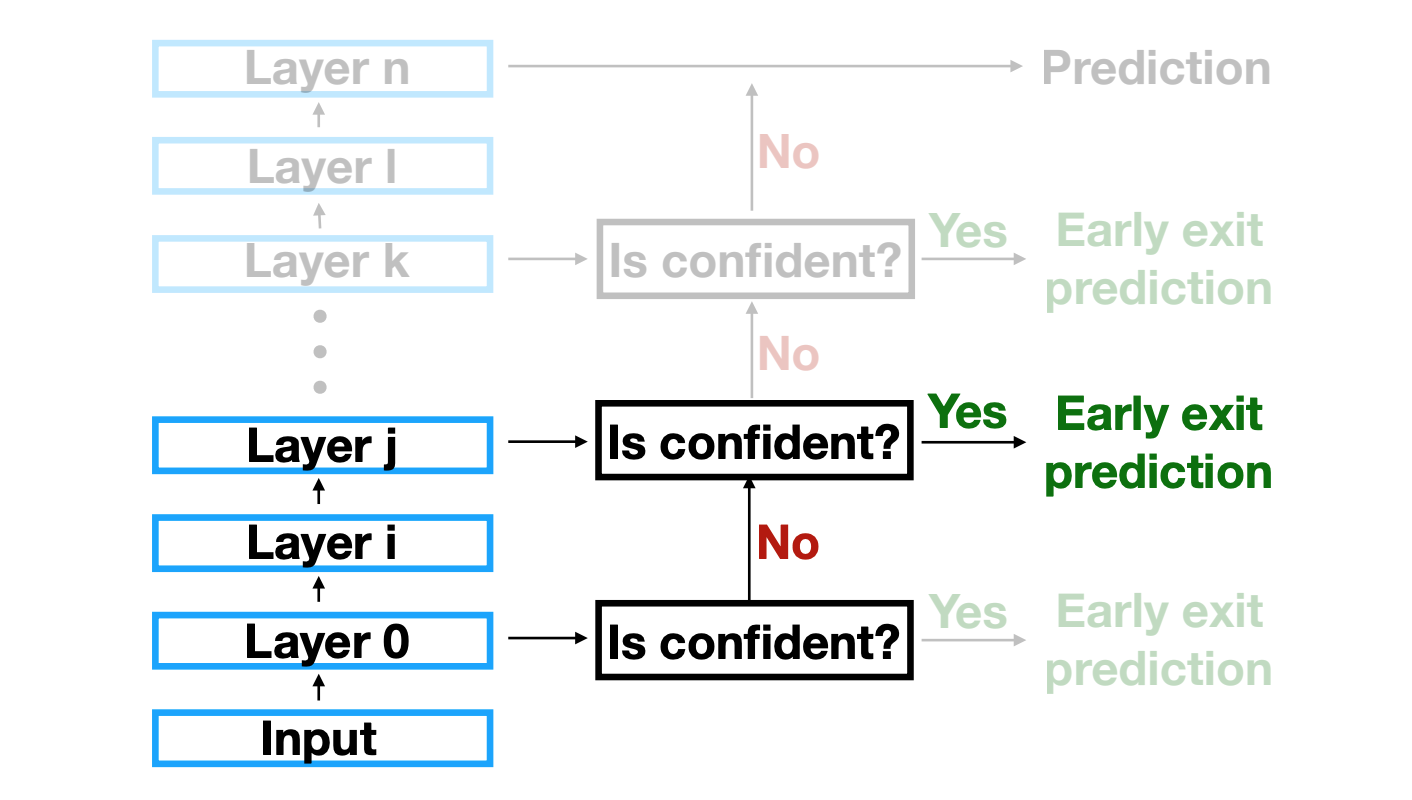 Layer n
Prediction
No
Layer l
Layer k
Is confident?
Yes
Early exit
prediction
No
Layer j
Is confident?
Yes
Early exit
prediction
Layer i
No
Layer 0
Is confident?
Yes
Early exit
prediction
Input